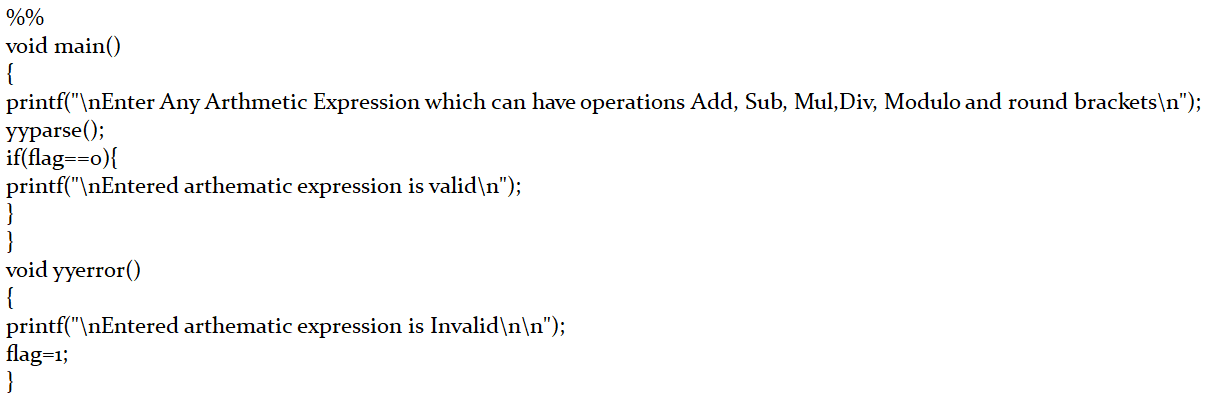 %%
void main()
{
printf("\nEnter Any Arthmetic Expression which can have operations Add, Sub, Mul,Div, Modulo and round brackets\n");
yyparse();
if(flag==0){
printf("\nEntered arthematic expression is valid\n");
}
}
void yyerror()
{
printf("\nEntered arthematic expression is Invalid\n\n");
flag=1;
}